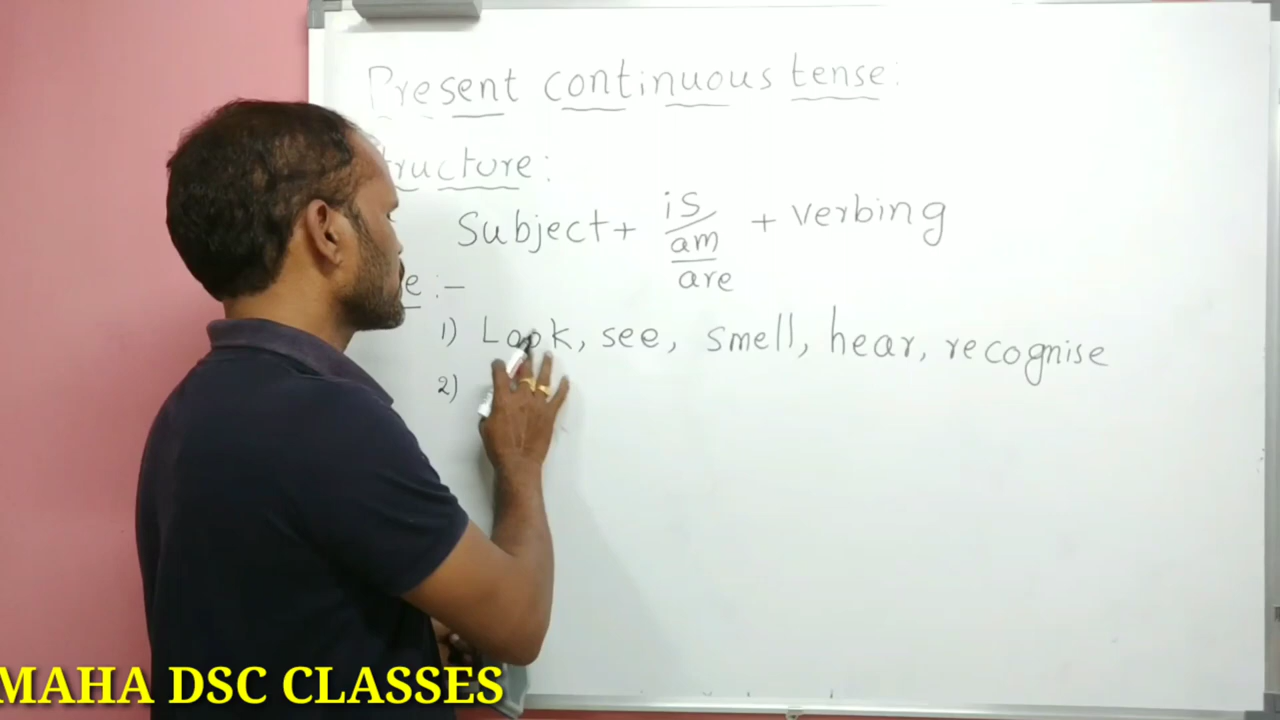 Present continuous tense:
tructure:
Subject + is/am/are + verbing
e :-
1) Look, see, smell, hear, recognise
2)
MAHA DSC CLASSES